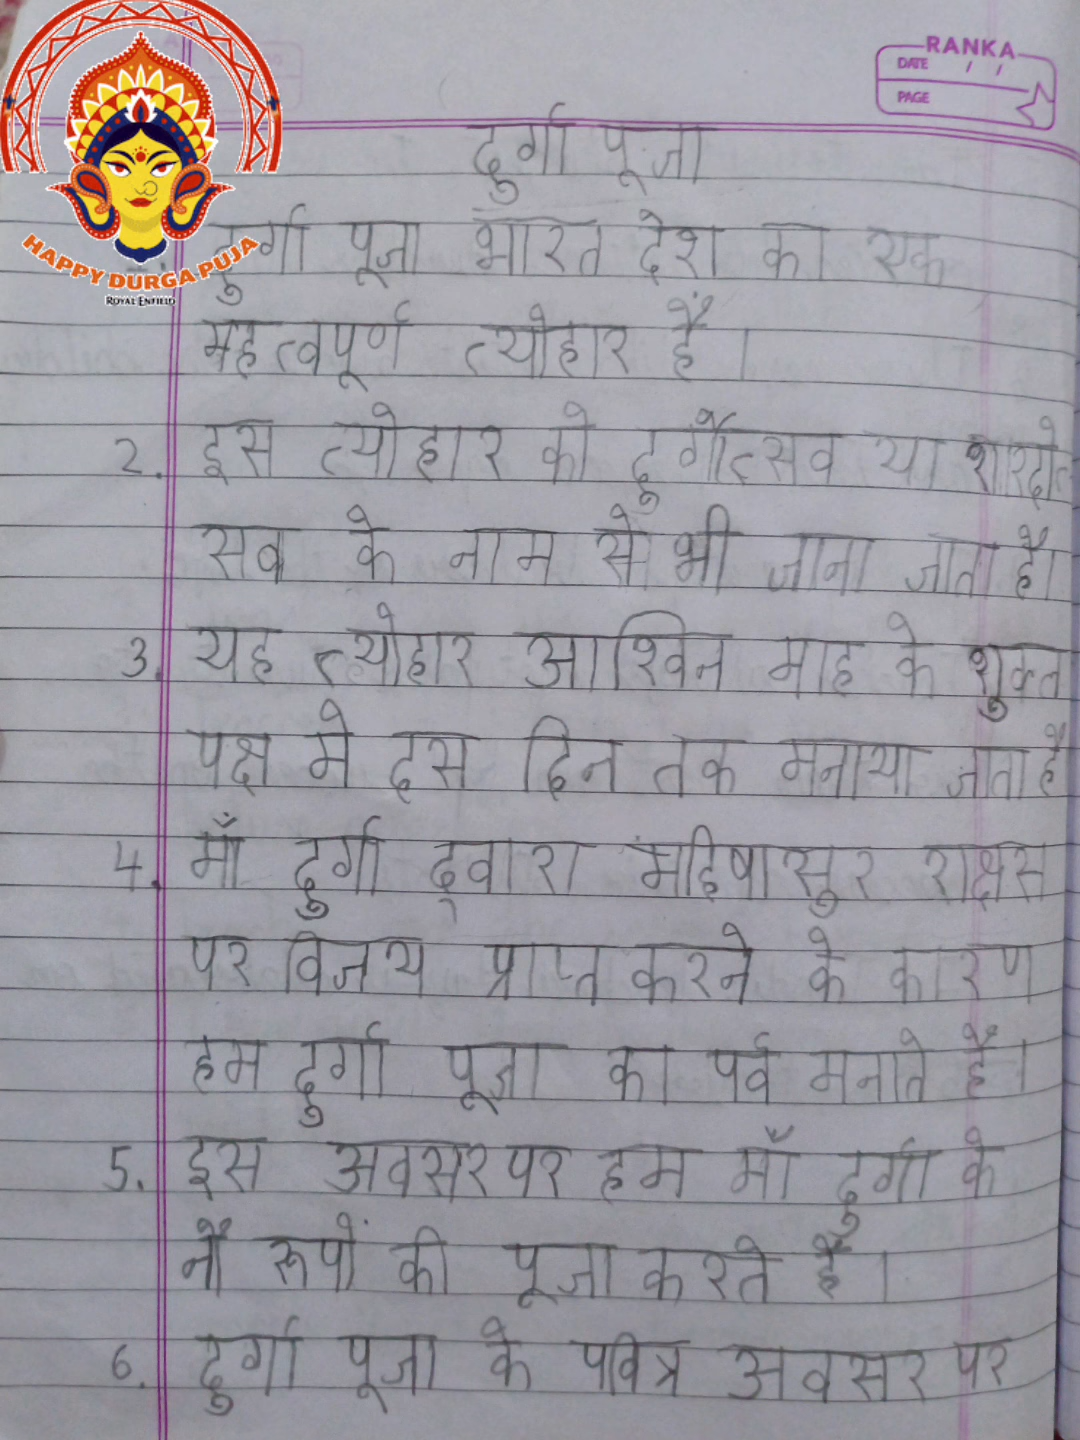 RANKA
DATE / /
PAGE
दुर्गा पूजा
दुर्गा पूजा भारत देश का एक
HAPPY DURGA PUJA
ROYAL ENFIELD
महत्वपूर्ण त्योहार हैं।
2. इस त्योहार को दुर्गोत्सव या शारदोत
सव के नाम से भी जाना जाता है।
3. यह त्योहार आश्विन माह के शुक्ल
पक्ष मे दस दिन तक मनाया जाता है
4. माँ दुर्गा द्वारा महिषासुर राक्षस
पर विजय प्राप्त करने के कारण
हम दुर्गा पूजा का पर्व मनाते हैं।
5. इस अवसर पर हम माँ दुर्गा के
नौं रूपों की पूजा करते हैं।
6. दुर्गा पूजा के पवित्र अवसर पर